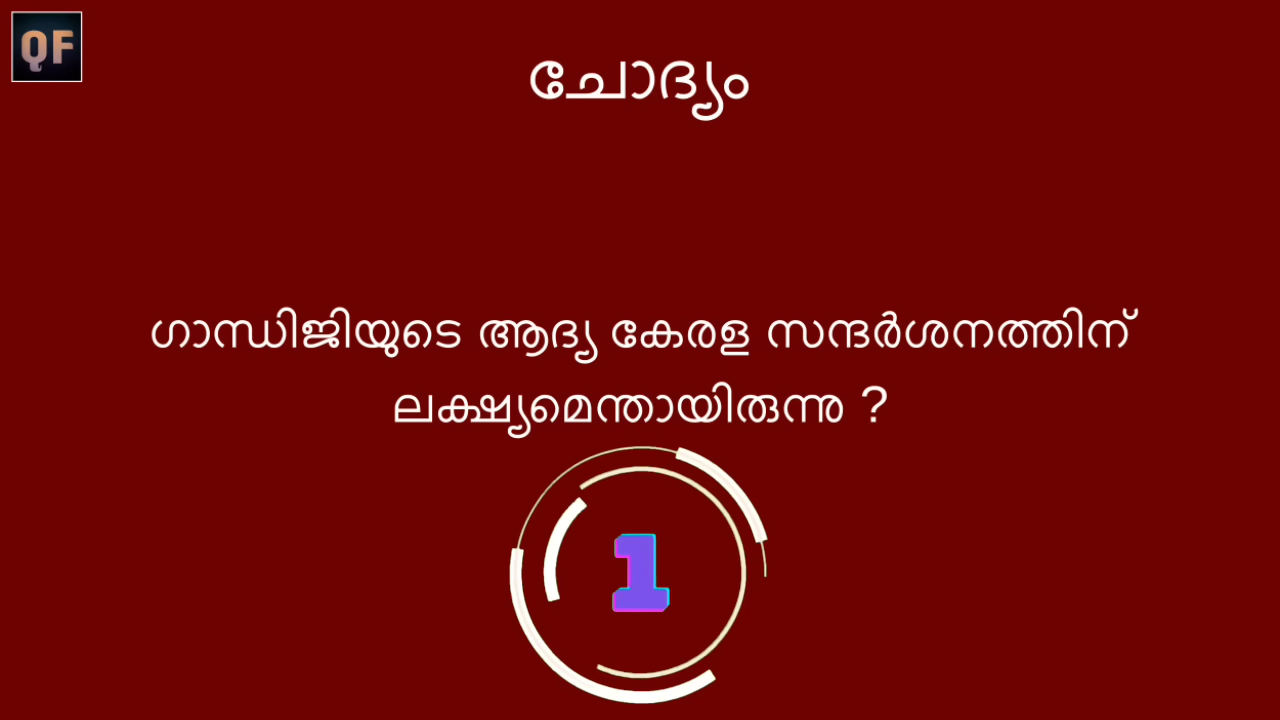 QF
ചോദ്യം
ഗാന്ധിജിയുടെ ആദ്യ കേരള സന്ദർശനത്തിന്
ലക്ഷ്യമെന്തായിരുന്നു ?
1